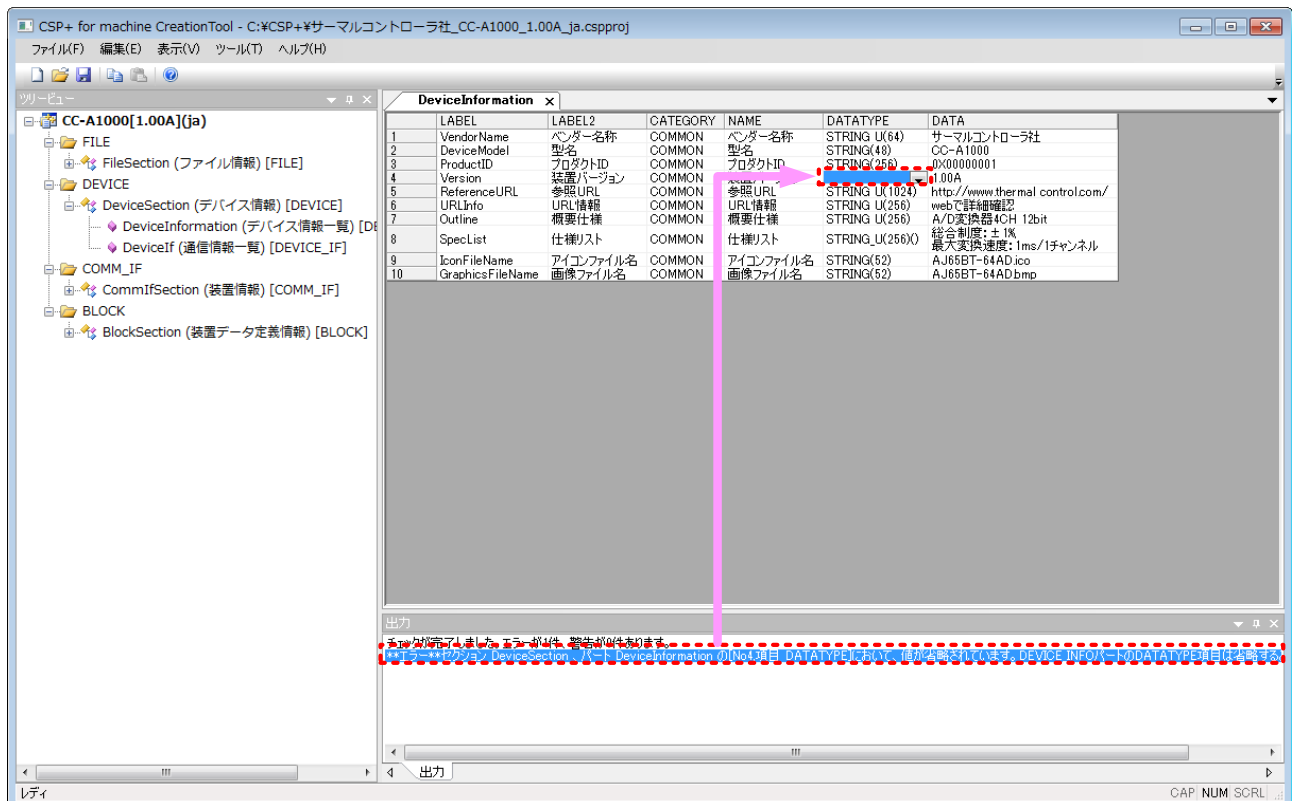 CSP+ for machine CreationTool - C:¥CSP+¥サーマルコントローラ社_CC-A1000_1.00A_ja.cspproj
ファイル(F) 編集(E) 表示(V) ツール(T) ヘルプ(H)
ツリービュー
CC-A1000[1.00A](ja)
FILE
FileSection (ファイル情報) [FILE]
DEVICE
DeviceSection (デバイス情報) [DEVICE]
DeviceInformation (デバイス情報一覧) [DE
DeviceIf (通信情報一覧) [DEVICE_IF]
COMM_IF
CommIfSection (装置情報) [COMM_IF]
BLOCK
BlockSection (装置データ定義情報) [BLOCK]
DeviceInformation
LABEL LABEL2 CATEGORY NAME DATATYPE DATA
1 VendorName ベンダー名称 COMMON ベンダー名称 STRING_U(64) サーマルコントローラ社
2 DeviceModel 型名 COMMON 型名 STRING(48) CC-A1000
3 ProductID プロダクトID COMMON プロダクトID STRING(256) 0X00000001
4 Version 装置バージョン COMMON 装置バージョン 1.00A
5 ReferenceURL 参照URL COMMON 参照URL STRING_U(1024) http://www.thermal control.com/
6 URLInfo URL情報 COMMON URL情報 STRING_U(256) webで詳細確認
7 Outline 概要仕様 COMMON 概要仕様 STRING_U(256) A/D変換器4CH 12bit
8 SpecList 仕様リスト COMMON 仕様リスト STRING_U(256)() 総合制度：±1%
最大変換速度：1ms/1チャンネル
9 IconFileName アイコンファイル名 COMMON アイコンファイル名 STRING(52) AJ65BT-64AD.ico
10 GraphicsFileName 画像ファイル名 COMMON 画像ファイル名 STRING(52) AJ65BT-64AD.bmp
出力
チェックが完了しました。エラーが1件、警告が0件あります。
**エラー**セクション DeviceSection 、パート DeviceInformation の[No4.項目 DATATYPE]において、値が省略されています。DEVICE_INFOパートのDATATYPE項目は省略する
出力
レディ
CAP NUM SCRL